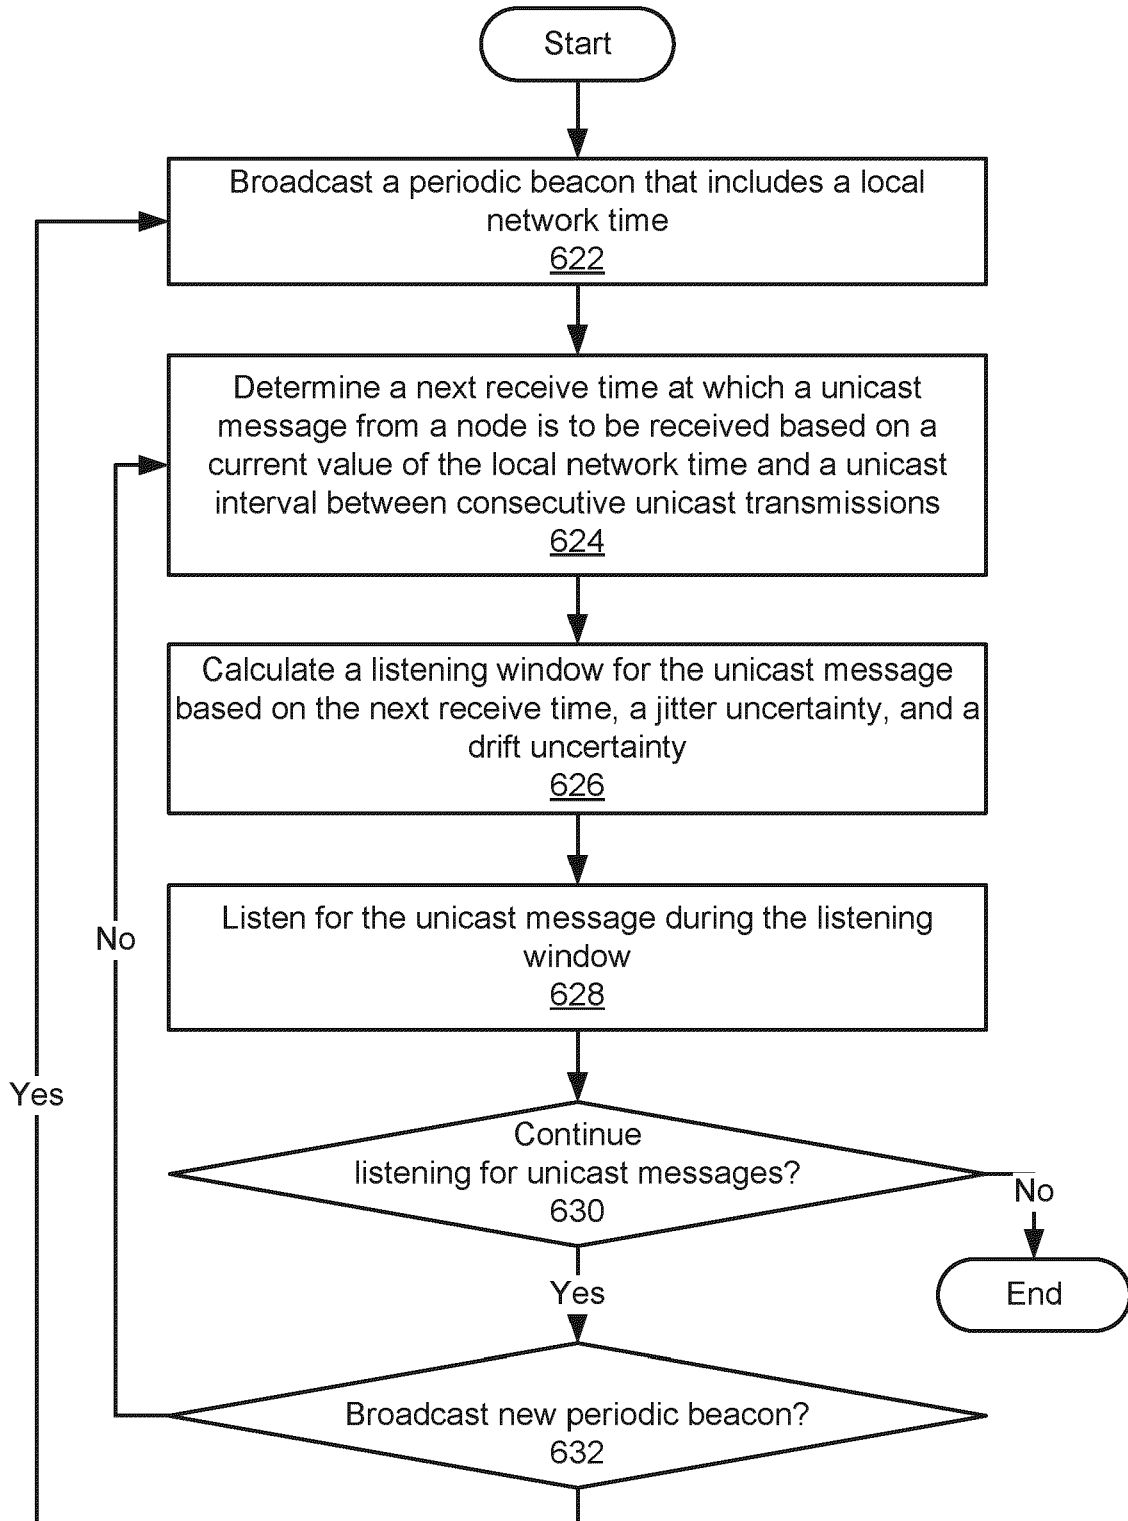 Start
Broadcast a periodic beacon that includes a local
network time
622
Determine a next receive time at which a unicast
message from a node is to be received based on a
current value of the local network time and a unicast
interval between consecutive unicast transmissions
624
Calculate a listening window for the unicast message
based on the next receive time, a jitter uncertainty, and a
drift uncertainty
626
Listen for the unicast message during the listening
window
628
No
Yes
Continue
listening for unicast messages?
630
No
Yes
End
Broadcast new periodic beacon?
632